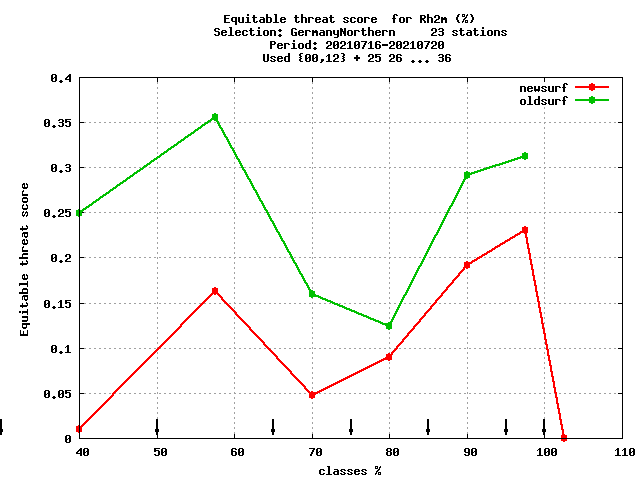 Equitable threat score for Rh2m (%)
Selection: GermanyNorthern 23 stations
Period: 20210716-20210720
Used {00,12} + 25 26 ... 36
newsurf
oldsurf
0.4
0.35
0.3
0.25
0.2
0.15
0.1
0.05
0
Equitable threat score
40 50 60 70 80 90 100 110
classes %